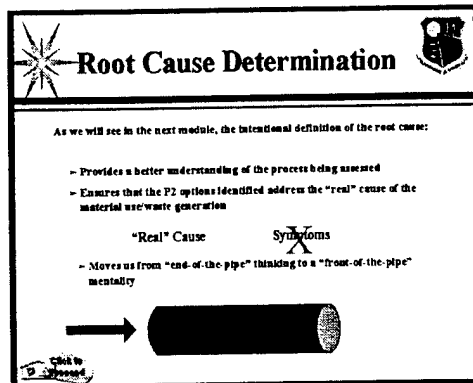 Root Cause Determination
As we will see in the next module, the intentional definition of the root cause:
– Provides a better understanding of the process being assessed
– Ensures that the P2 options identified address the "real" cause of the
material use/waste generation
"Real" Cause Symptoms
X
– Moves us from "end-of-the-pipe" thinking to a "front-of-the-pipe"
mentality
Click to
Proceed